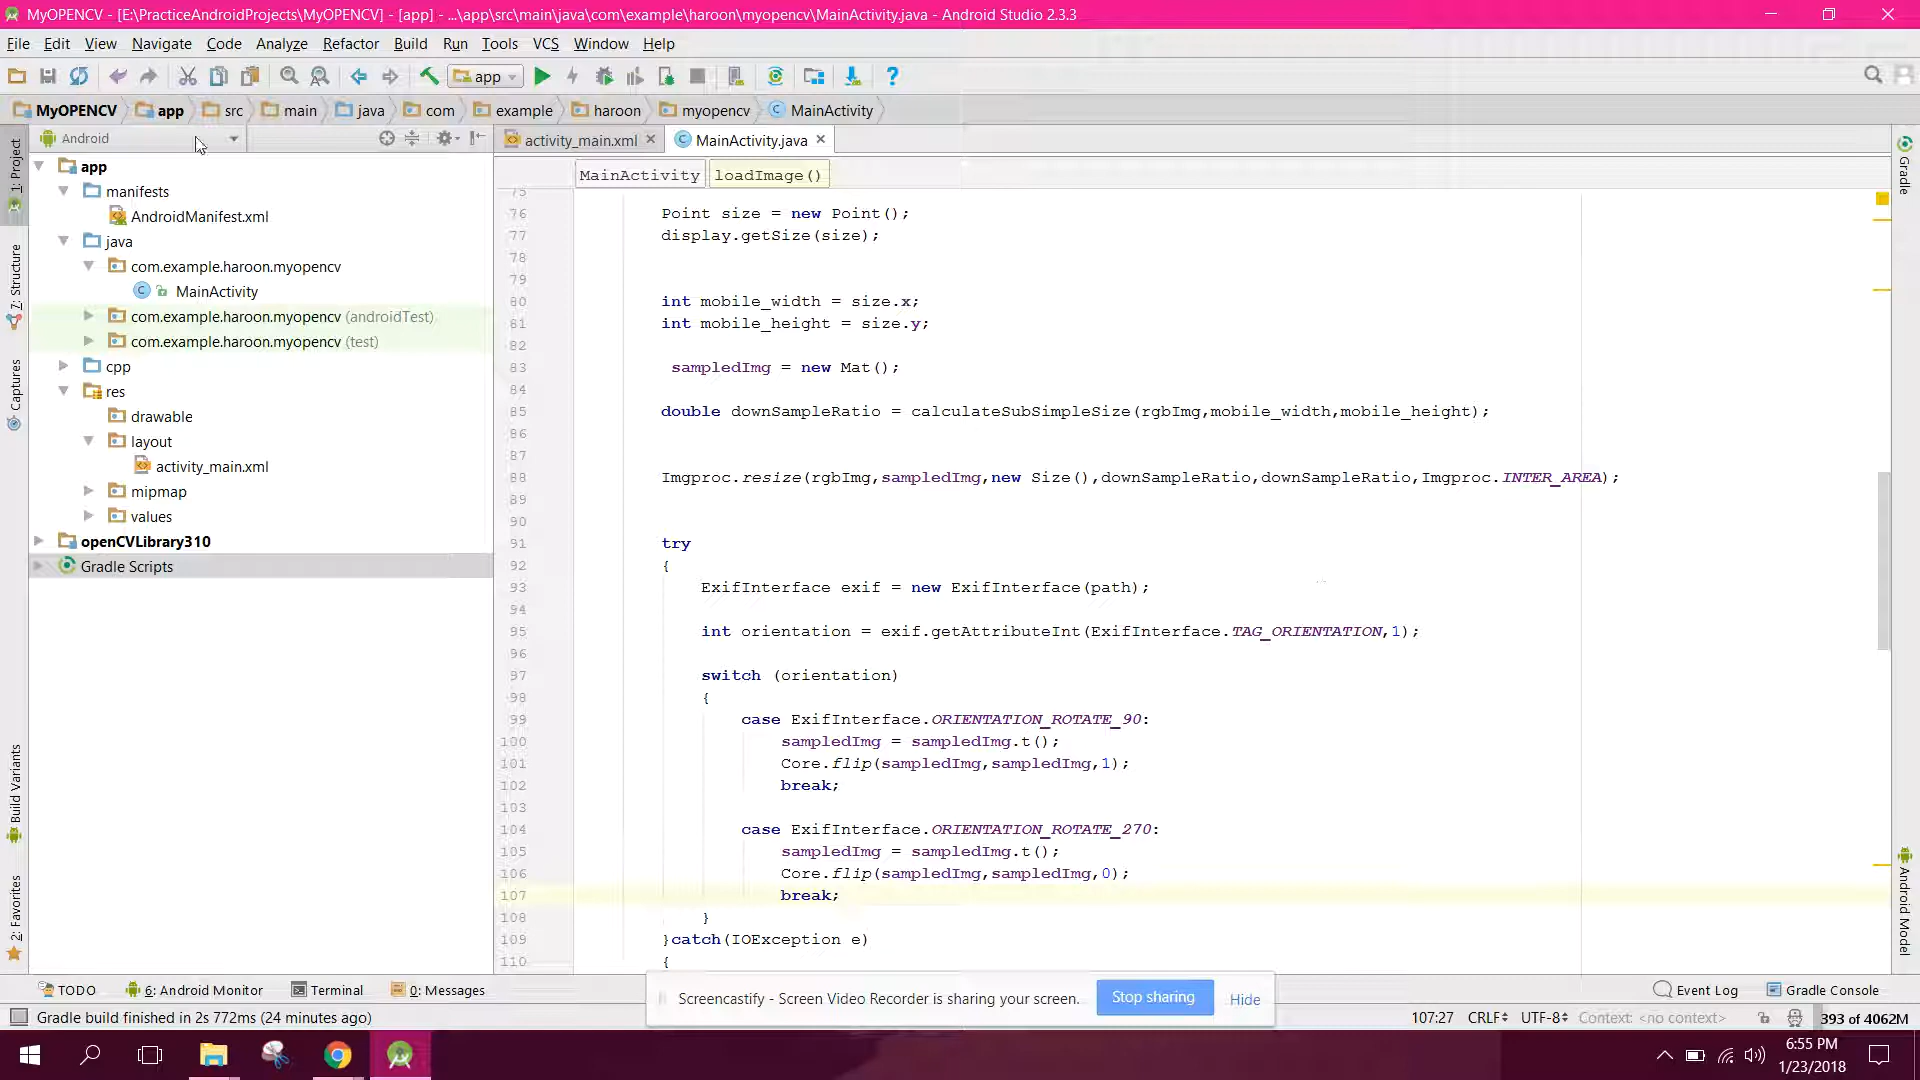 MyOPENCV - [E:\PracticeAndroidProjects\MyOPENCV] - [app] - ...\app\src\main\java\com\example\haroon\myopencv\MainActivity.java - Android Studio 2.3.3
File Edit View Navigate Code Analyze Refactor Build Run Tools VCS Window Help
app
MyOPENCV app src main java com example haroon myopencv MainActivity
Android
activity_main.xml MainActivity.java
MainActivity loadImage()
1: Project
7: Structure
Captures
Build Variants
2: Favorites
app
manifests
AndroidManifest.xml
java
com.example.haroon.myopencv
MainActivity
com.example.haroon.myopencv (androidTest)
com.example.haroon.myopencv (test)
cpp
res
drawable
layout
activity_main.xml
mipmap
values
openCVLibrary310
Gradle Scripts
75
76 Point size = new Point();
77 display.getSize(size);
78
79
80 int mobile_width = size.x;
81 int mobile_height = size.y;
82
83 sampledImg = new Mat();
84
85 double downSampleRatio = calculateSubSimpleSize(rgbImg,mobile_width,mobile_height);
86
87
88 Imgproc.resize(rgbImg,sampledImg,new Size(),downSampleRatio,downSampleRatio,Imgproc.INTER_AREA);
89
90
91 try
92 {
93 ExifInterface exif = new ExifInterface(path);
94
95 int orientation = exif.getAttributeInt(ExifInterface.TAG_ORIENTATION,1);
96
97 switch (orientation)
98 {
99 case ExifInterface.ORIENTATION_ROTATE_90:
100 sampledImg = sampledImg.t();
101 Core.flip(sampledImg,sampledImg,1);
102 break;
103
104 case ExifInterface.ORIENTATION_ROTATE_270:
105 sampledImg = sampledImg.t();
106 Core.flip(sampledImg,sampledImg,0);
107 break;
108 }
109 }catch(IOException e)
110 {
Gradle
Android Model
TODO 6: Android Monitor Terminal 0: Messages Event Log Gradle Console
Screencastify - Screen Video Recorder is sharing your screen. Stop sharing Hide
Gradle build finished in 2s 772ms (24 minutes ago) 107:27 CRLF UTF-8 Context: <no context> 393 of 4062M
6:55 PM
1/23/2018